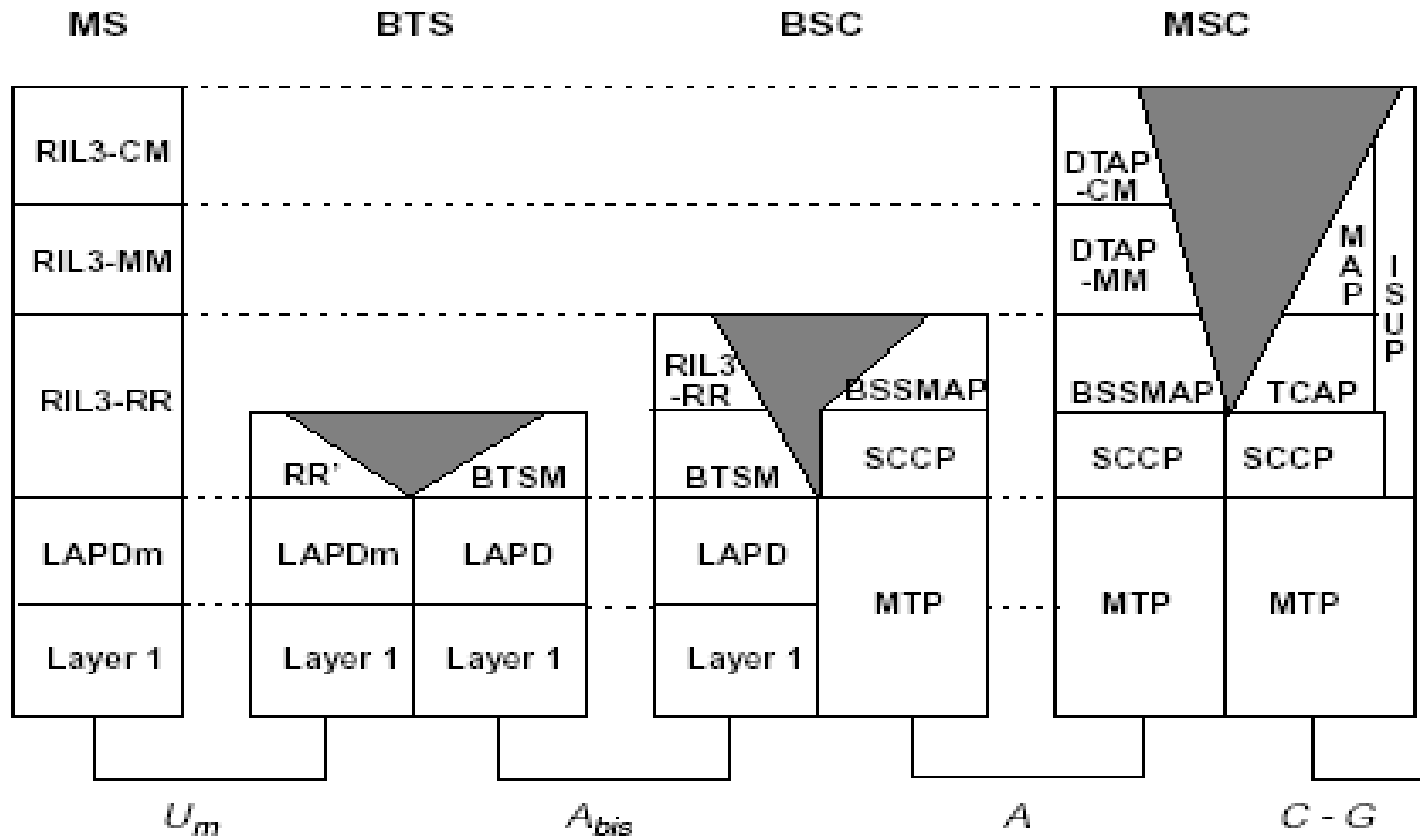 MS
BTS
BSC
MSC
RIL3-CM
RIL3-MM
RIL3-RR
LAPDm
Layer 1
RR'
BTSM
LAPDm
LAPD
Layer 1
Layer 1
RIL3
-RR
BSSMAP
BTSM
SCCP
LAPD
MTP
Layer 1
DTAP
-CM
DTAP
-MM
MAP
ISUP
BSSMAP
TCAP
SCCP
SCCP
MTP
MTP
Um
Abis
A
C - G